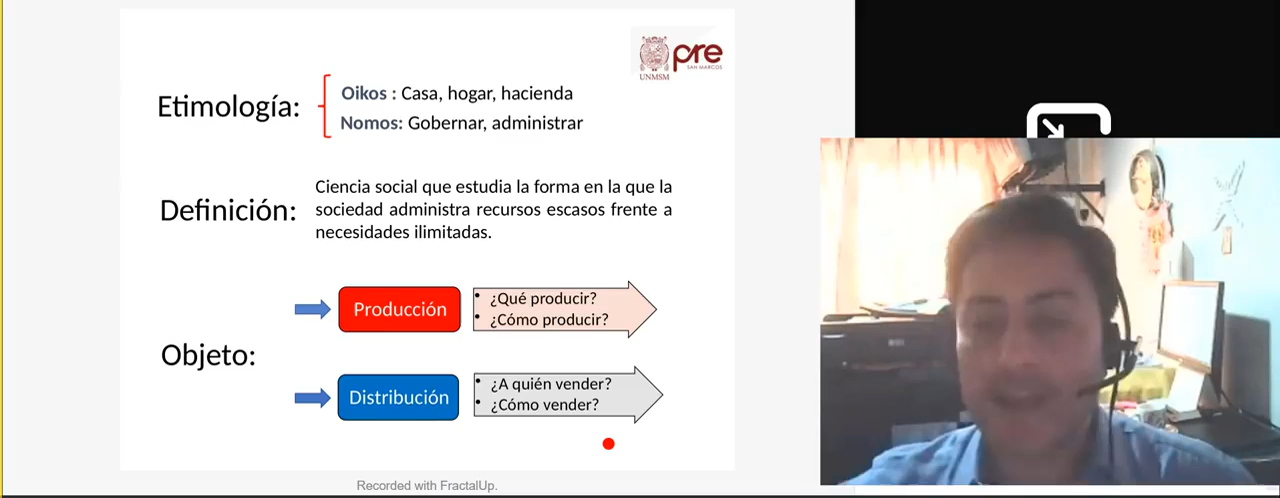 pre
SAN MARCOS
UNMSM
Etimología:
Oikos : Casa, hogar, hacienda
Nomos: Gobernar, administrar
Definición:
Ciencia social que estudia la forma en la que la
sociedad administra recursos escasos frente a
necesidades ilimitadas.
Objeto:
Producción
• ¿Qué producir?
• ¿Cómo producir?
Distribución
• ¿A quién vender?
• ¿Cómo vender?
Recorded with FractalUp.